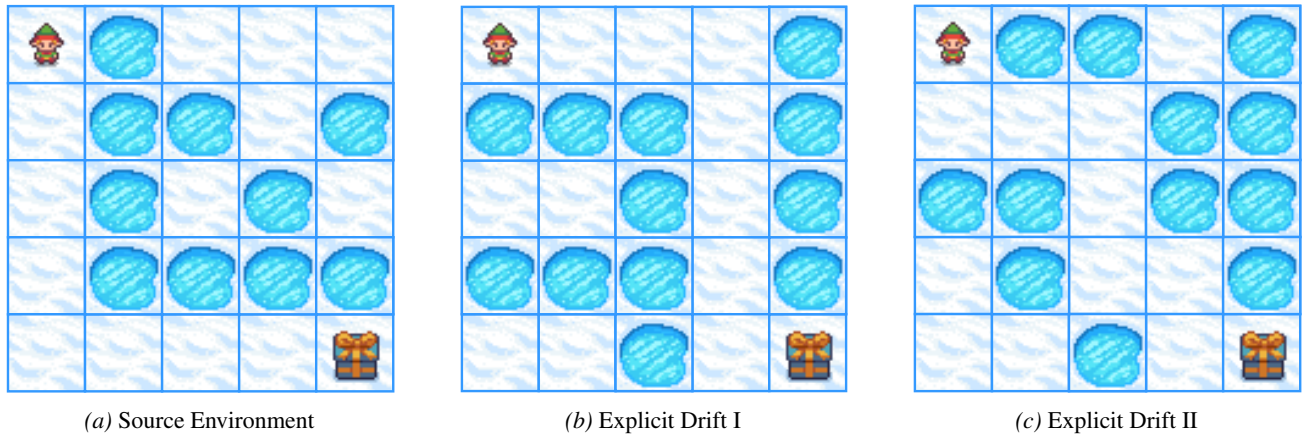 (a) Source Environment
(b) Explicit Drift I
(c) Explicit Drift II